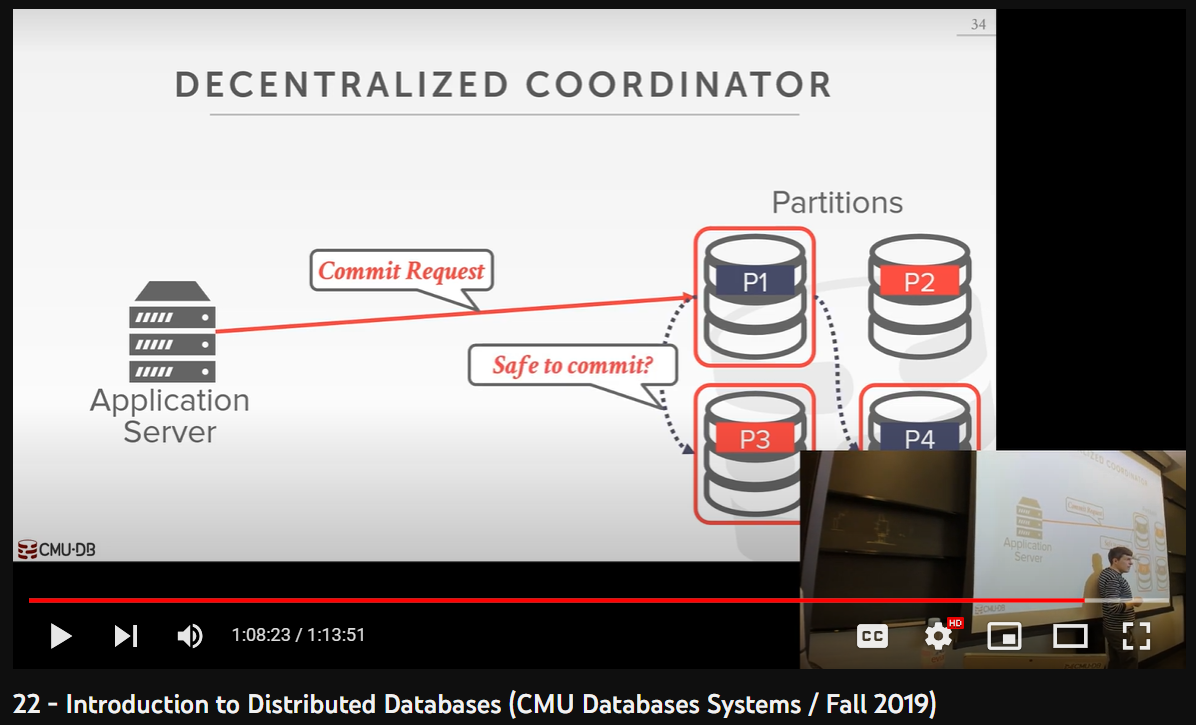 34
DECENTRALIZED COORDINATOR
Partitions
Commit Request
P1
P2
Safe to commit?
Application
Server
P3
P4
CMU·DB
Commit Request
Application
Server
1:08:23 / 1:13:51
CC
HD
22 - Introduction to Distributed Databases (CMU Databases Systems / Fall 2019)